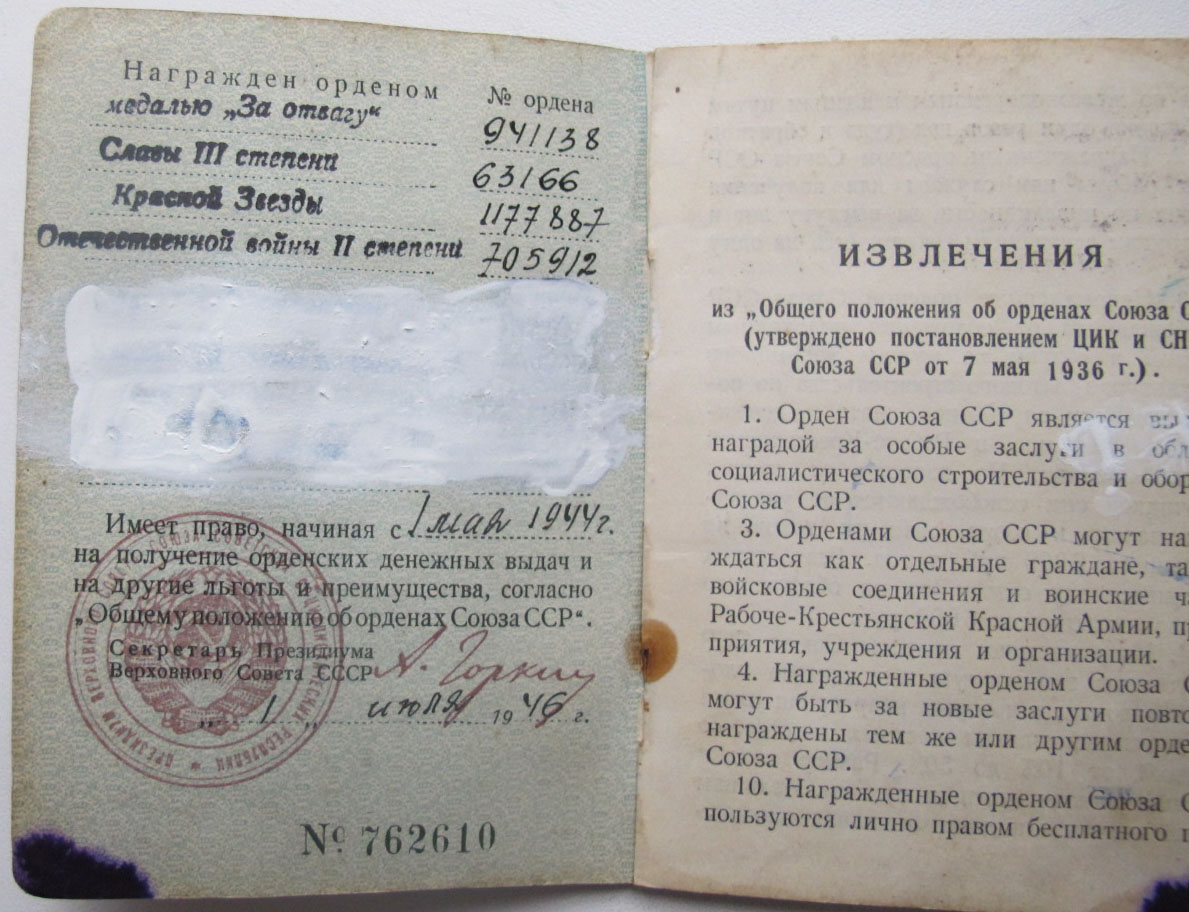 Награжден орденом
№ ордена
медалью „За отвагу“
941138
Славы III степени
63166
Красной Звезды
1177887
Отечественной войны II степени
705912
Имеет право, начиная с 1 мая 1944г.
на получение орденских денежных выдач и
на другие льготы и преимущества, согласно
„Общему положению об орденах Союза ССР“.
Секретарь Президиума
Верховного Совета СССР А. Горкин
„ 1 „ июля 1946 г.
№ 762610
ИЗВЛЕЧЕНИЯ
из „Общего положения об орденах Союза С
(утверждено постановлением ЦИК и СН
Союза ССР от 7 мая 1936 г.).
1. Орден Союза ССР является вы
наградой за особые заслуги в обл
социалистического строительства и обор
Союза ССР.
3. Орденами Союза ССР могут на
ждаться как отдельные граждане, та
войсковые соединения и воинские ч
Рабоче-Крестьянской Красной Армии, п
приятия, учреждения и организации.
4. Награжденные орденом Союза С
могут быть за новые заслуги повто
награждены тем же или другим орде
Союза ССР.
10. Награжденные орденом Союза С
пользуются лично правом бесплатного п